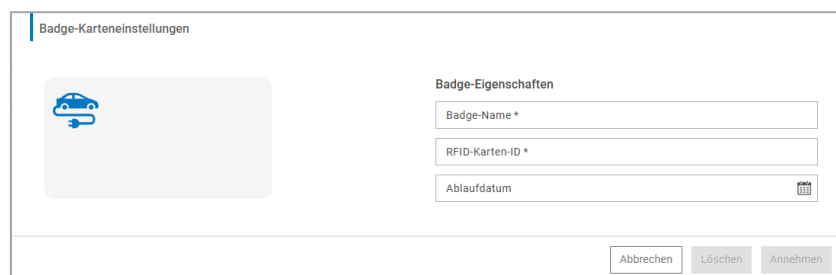 Badge-Karteneinstellungen
Badge-Eigenschaften
Badge-Name *
RFID-Karten-ID *
Ablaufdatum
Abbrechen Löschen Annehmen